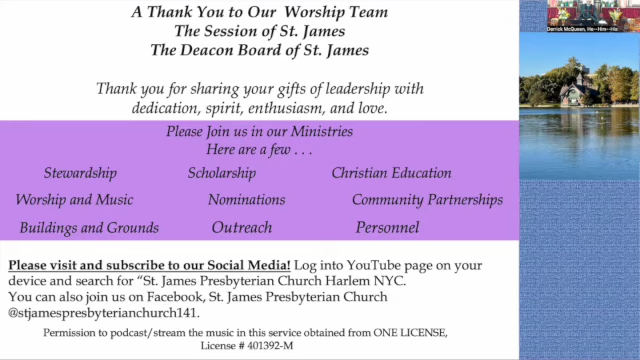 A Thank You to Our Worship Team
The Session of St. James
The Deacon Board of St. James
Thank you for sharing your gifts of leadership with
dedication, spirit, enthusiasm, and love.
Please Join us in our Ministries
Here are a few . . .
Stewardship Scholarship Christian Education
Worship and Music Nominations Community Partnerships
Buildings and Grounds Outreach Personnel
Please visit and subscribe to our Social Media! Log into YouTube page on your
device and search for “St. James Presbyterian Church Harlem NYC.
You can also join us on Facebook, St. James Presbyterian Church
@stjamespresbyterianchurch141.
Permission to podcast/stream the music in this service obtained from ONE LICENSE,
License # 401392-M
Derrick McQueen, He~Him~His